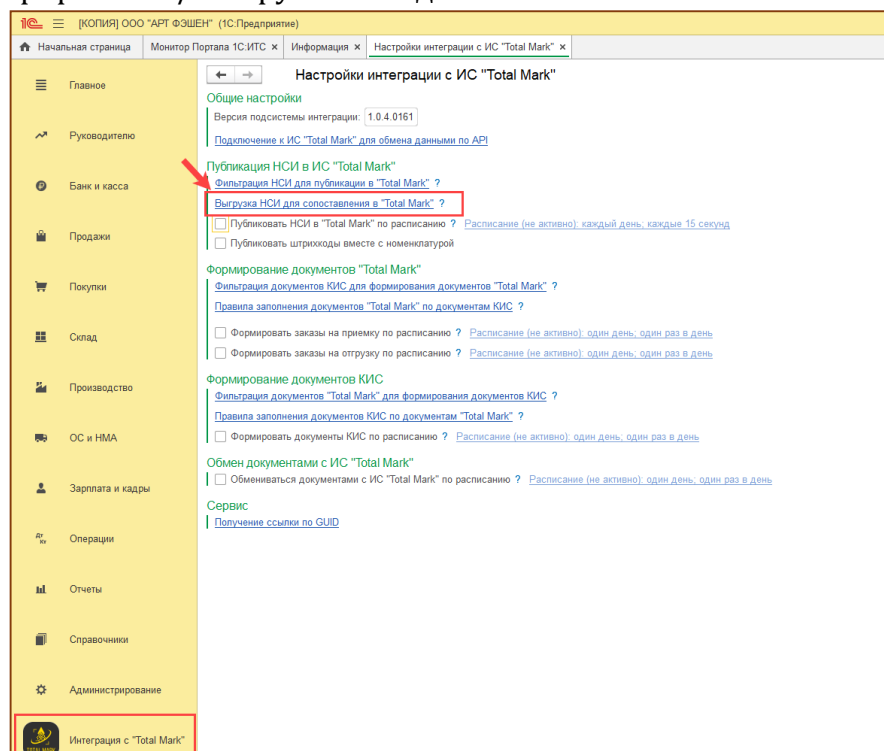 [КОПИЯ] ООО "АРТ ФЭШЕН" (1С:Предприятие)
Начальная страница Монитор Портала 1С:ИТС × Информация × Настройки интеграции с ИС "Total Mark" ×
Настройки интеграции с ИС "Total Mark"
Главное
Руководителю
Банк и касса
Продажи
Покупки
Склад
Производство
ОС и НМА
Зарплата и кадры
Операции
Отчеты
Справочники
Администрирование
TOTAL MARK
Интеграция с "Total Mark"
Общие настройки
Версия подсистемы интеграции: 1.0.4.0161
Подключение к ИС "Total Mark" для обмена данными по API
Публикация НСИ в ИС "Total Mark"
Фильтрация НСИ для публикации в "Total Mark" ?
Выгрузка НСИ для сопоставления в "Total Mark" ?
Публиковать НСИ в "Total Mark" по расписанию ? Расписание (не активно): каждый день; каждые 15 секунд
Публиковать штрихкоды вместе с номенклатурой
Формирование документов "Total Mark"
Фильтрация документов КИС для формирования документов "Total Mark" ?
Правила заполнения документов "Total Mark" по документам КИС ?
Формировать заказы на приемку по расписанию ? Расписание (не активно): один день; один раз в день
Формировать заказы на отгрузку по расписанию ? Расписание (не активно): один день; один раз в день
Формирование документов КИС
Фильтрация документов "Total Mark" для формирования документов КИС ?
Правила заполнения документов КИС по документам "Total Mark" ?
Формировать документы КИС по расписанию ? Расписание (не активно): один день; один раз в день
Обмен документами с ИС "Total Mark"
Обмениваться документами с ИС "Total Mark" по расписанию ? Расписание (не активно): один день; один раз в день
Сервис
Получение ссылки по GUID